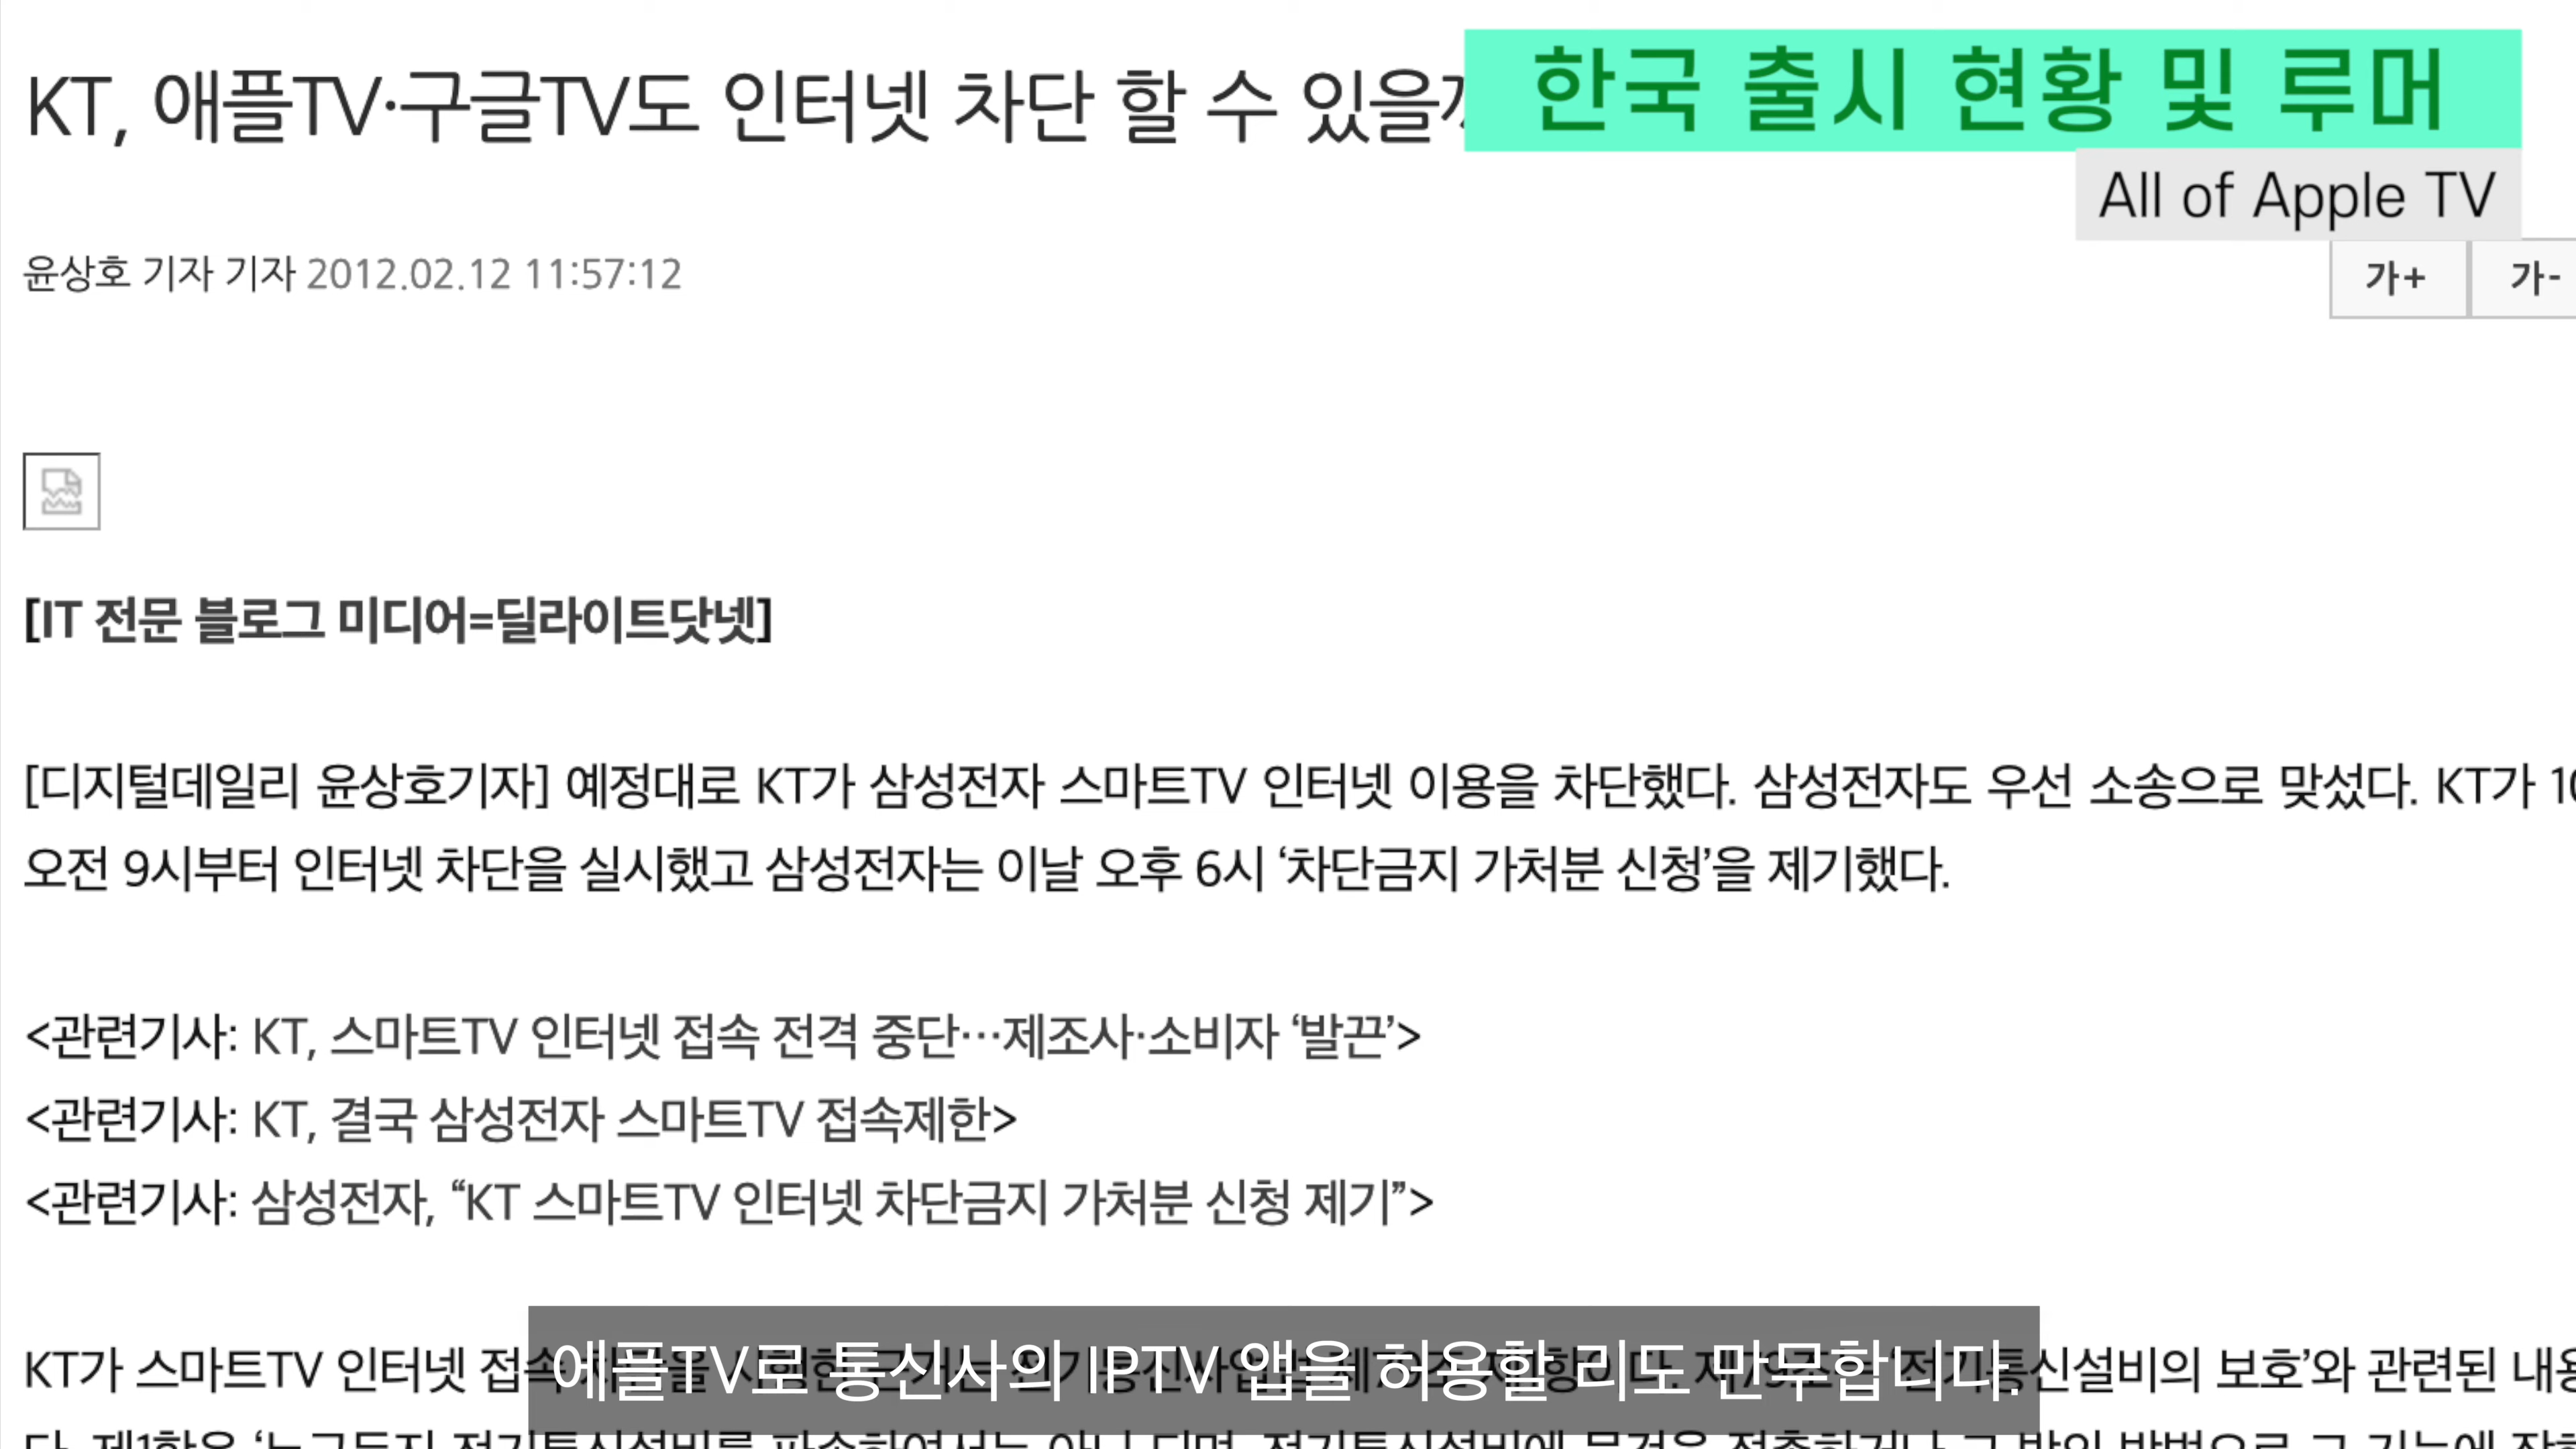 KT, 애플TV·구글TV도 인터넷 차단 할 수
한국 출시 현황 및 루머
All of Apple TV
윤상호 기자 기자 2012.02.12 11:57:12
가+ 가-
[IT 전문 블로그 미디어=딜라이트닷넷]
[디지털데일리 윤상호기자] 예정대로 KT가 삼성전자 스마트TV 인터넷 이용을 차단했다. 삼성전자도 우선 소송으로 맞섰다. KT가
오전 9시부터 인터넷 차단을 실시했고 삼성전자는 이날 오후 6시 ‘차단금지 가처분 신청’을 제기했다.
<관련기사: KT, 스마트TV 인터넷 접속 전격 중단…제조사·소비자 ‘발끈’>
<관련기사: KT, 결국 삼성전자 스마트TV 접속제한>
<관련기사: 삼성전자, “KT 스마트TV 인터넷 차단금지 가처분 신청 제기”>
KT가 스마트TV 인터넷 보호’와 관련된
애플TV로 통신사의 IPTV 앱을 허용할 리도 만무합니다.